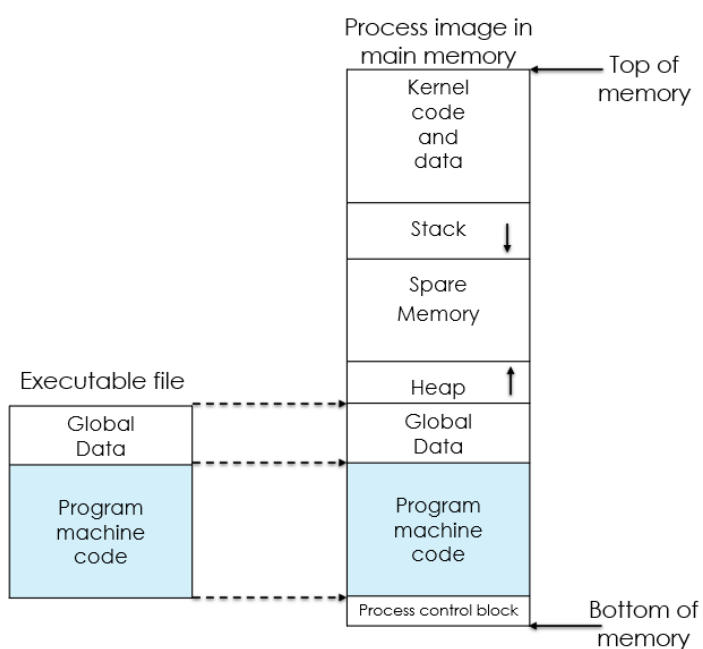 Process image in
main memory
Top of
memory
Kernel
code
and
data
Stack
Spare
Memory
Heap
Executable file
Global
Data
Global
Data
Program
machine
code
Program
machine
code
Process control block
Bottom of
memory